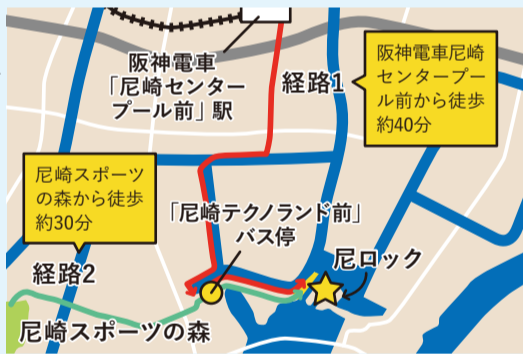 阪神電車
「尼崎センター
プール前」駅
経路1
阪神電車尼崎
センタープー
ル前から徒歩
約40分
尼崎スポーツ
の森から徒歩
約30分
「尼崎テクノランド前」
バス停
尼ロック
経路2
尼崎スポーツの森